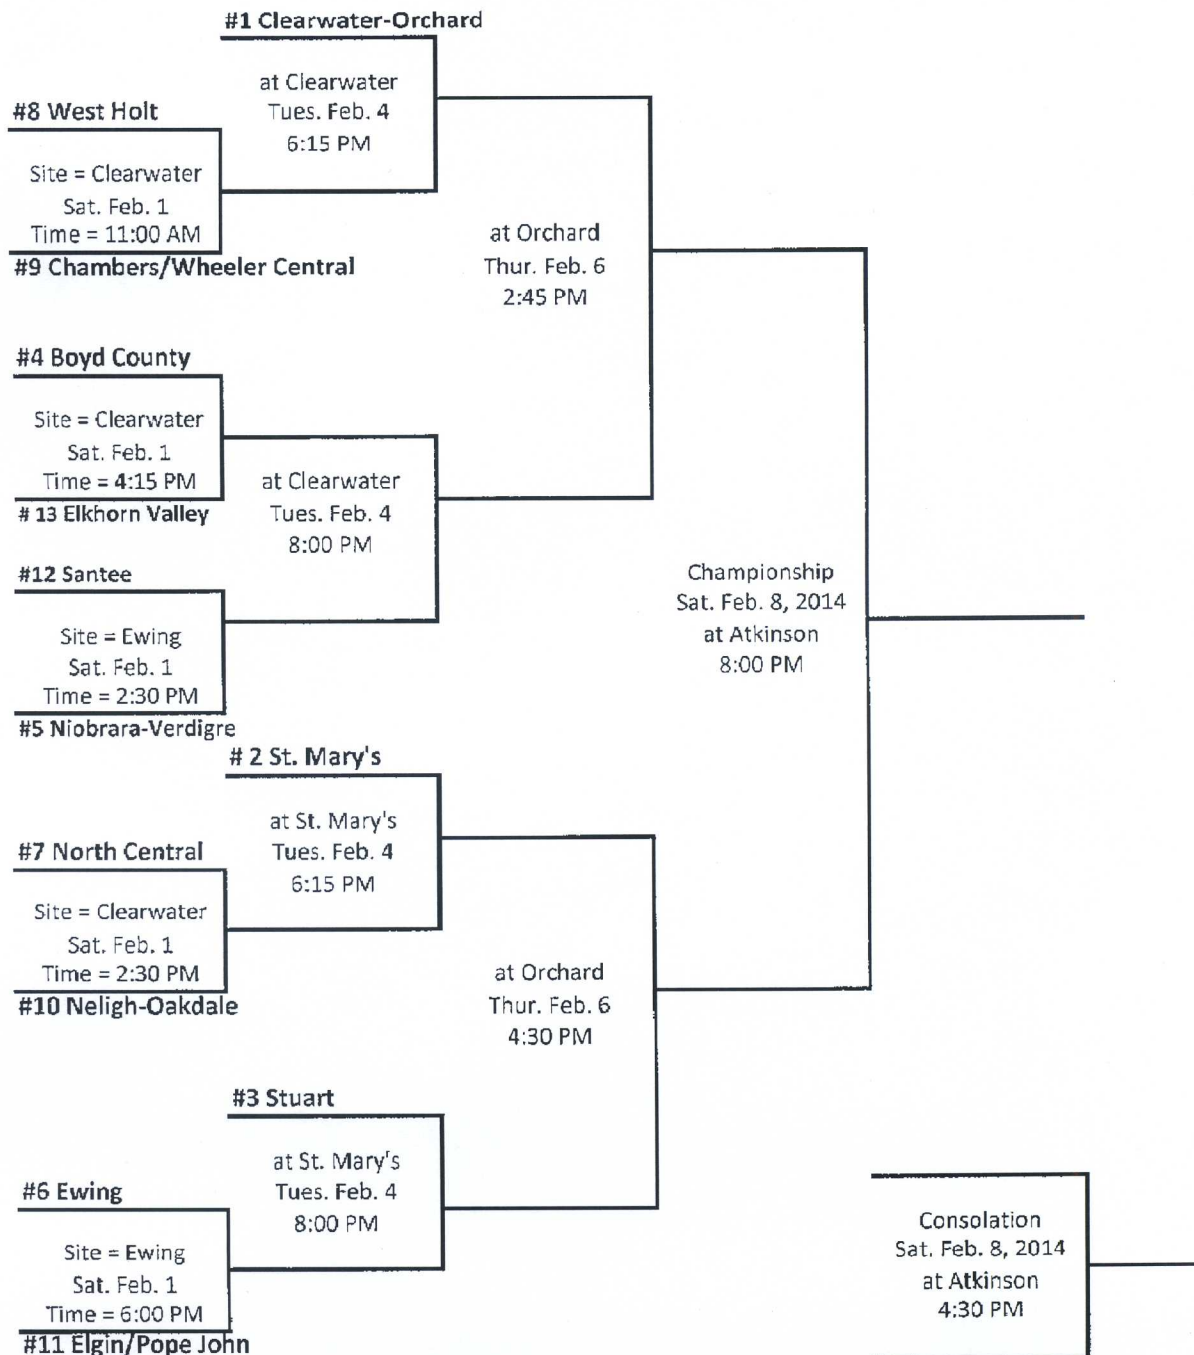 #1 Clearwater-Orchard
at Clearwater
Tues. Feb. 4
6:15 PM
#8 West Holt
Site = Clearwater
Sat. Feb. 1
Time = 11:00 AM
#9 Chambers/Wheeler Central
at Orchard
Thur. Feb. 6
2:45 PM
#4 Boyd County
Site = Clearwater
Sat. Feb. 1
Time = 4:15 PM
# 13 Elkhorn Valley
at Clearwater
Tues. Feb. 4
8:00 PM
#12 Santee
Site = Ewing
Sat. Feb. 1
Time = 2:30 PM
#5 Niobrara-Verdigre
Championship
Sat. Feb. 8, 2014
at Atkinson
8:00 PM
# 2 St. Mary's
at St. Mary's
Tues. Feb. 4
6:15 PM
#7 North Central
Site = Clearwater
Sat. Feb. 1
Time = 2:30 PM
#10 Neligh-Oakdale
at Orchard
Thur. Feb. 6
4:30 PM
#3 Stuart
at St. Mary's
Tues. Feb. 4
8:00 PM
#6 Ewing
Site = Ewing
Sat. Feb. 1
Time = 6:00 PM
#11 Elgin/Pope John
Consolation
Sat. Feb. 8, 2014
at Atkinson
4:30 PM